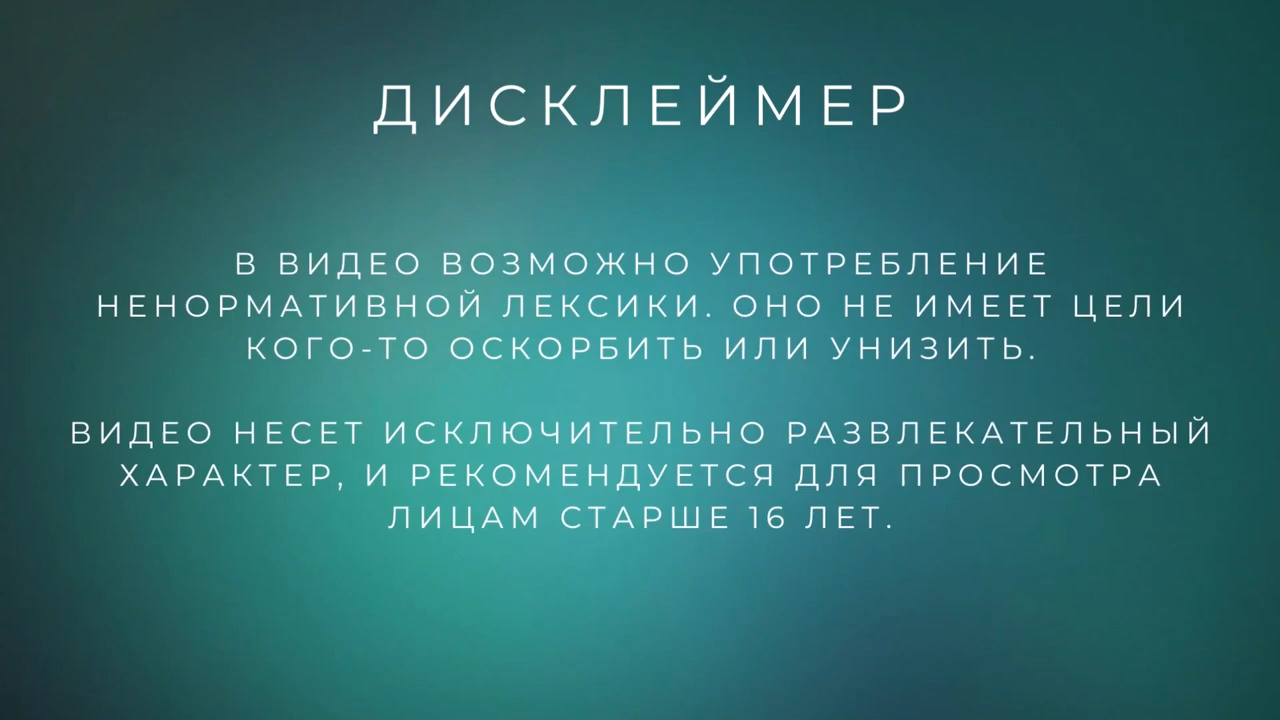 ДИСКЛЕЙМЕР
В ВИДЕО ВОЗМОЖНО УПОТРЕБЛЕНИЕ
НЕНОРМАТИВНОЙ ЛЕКСИКИ. ОНО НЕ ИМЕЕТ ЦЕЛИ
КОГО-ТО ОСКОРБИТЬ ИЛИ УНИЗИТЬ.
ВИДЕО НЕСЕТ ИСКЛЮЧИТЕЛЬНО РАЗВЛЕКАТЕЛЬНЫЙ
ХАРАКТЕР, И РЕКОМЕНДУЕТСЯ ДЛЯ ПРОСМОТРА
ЛИЦАМ СТАРШЕ 16 ЛЕТ.